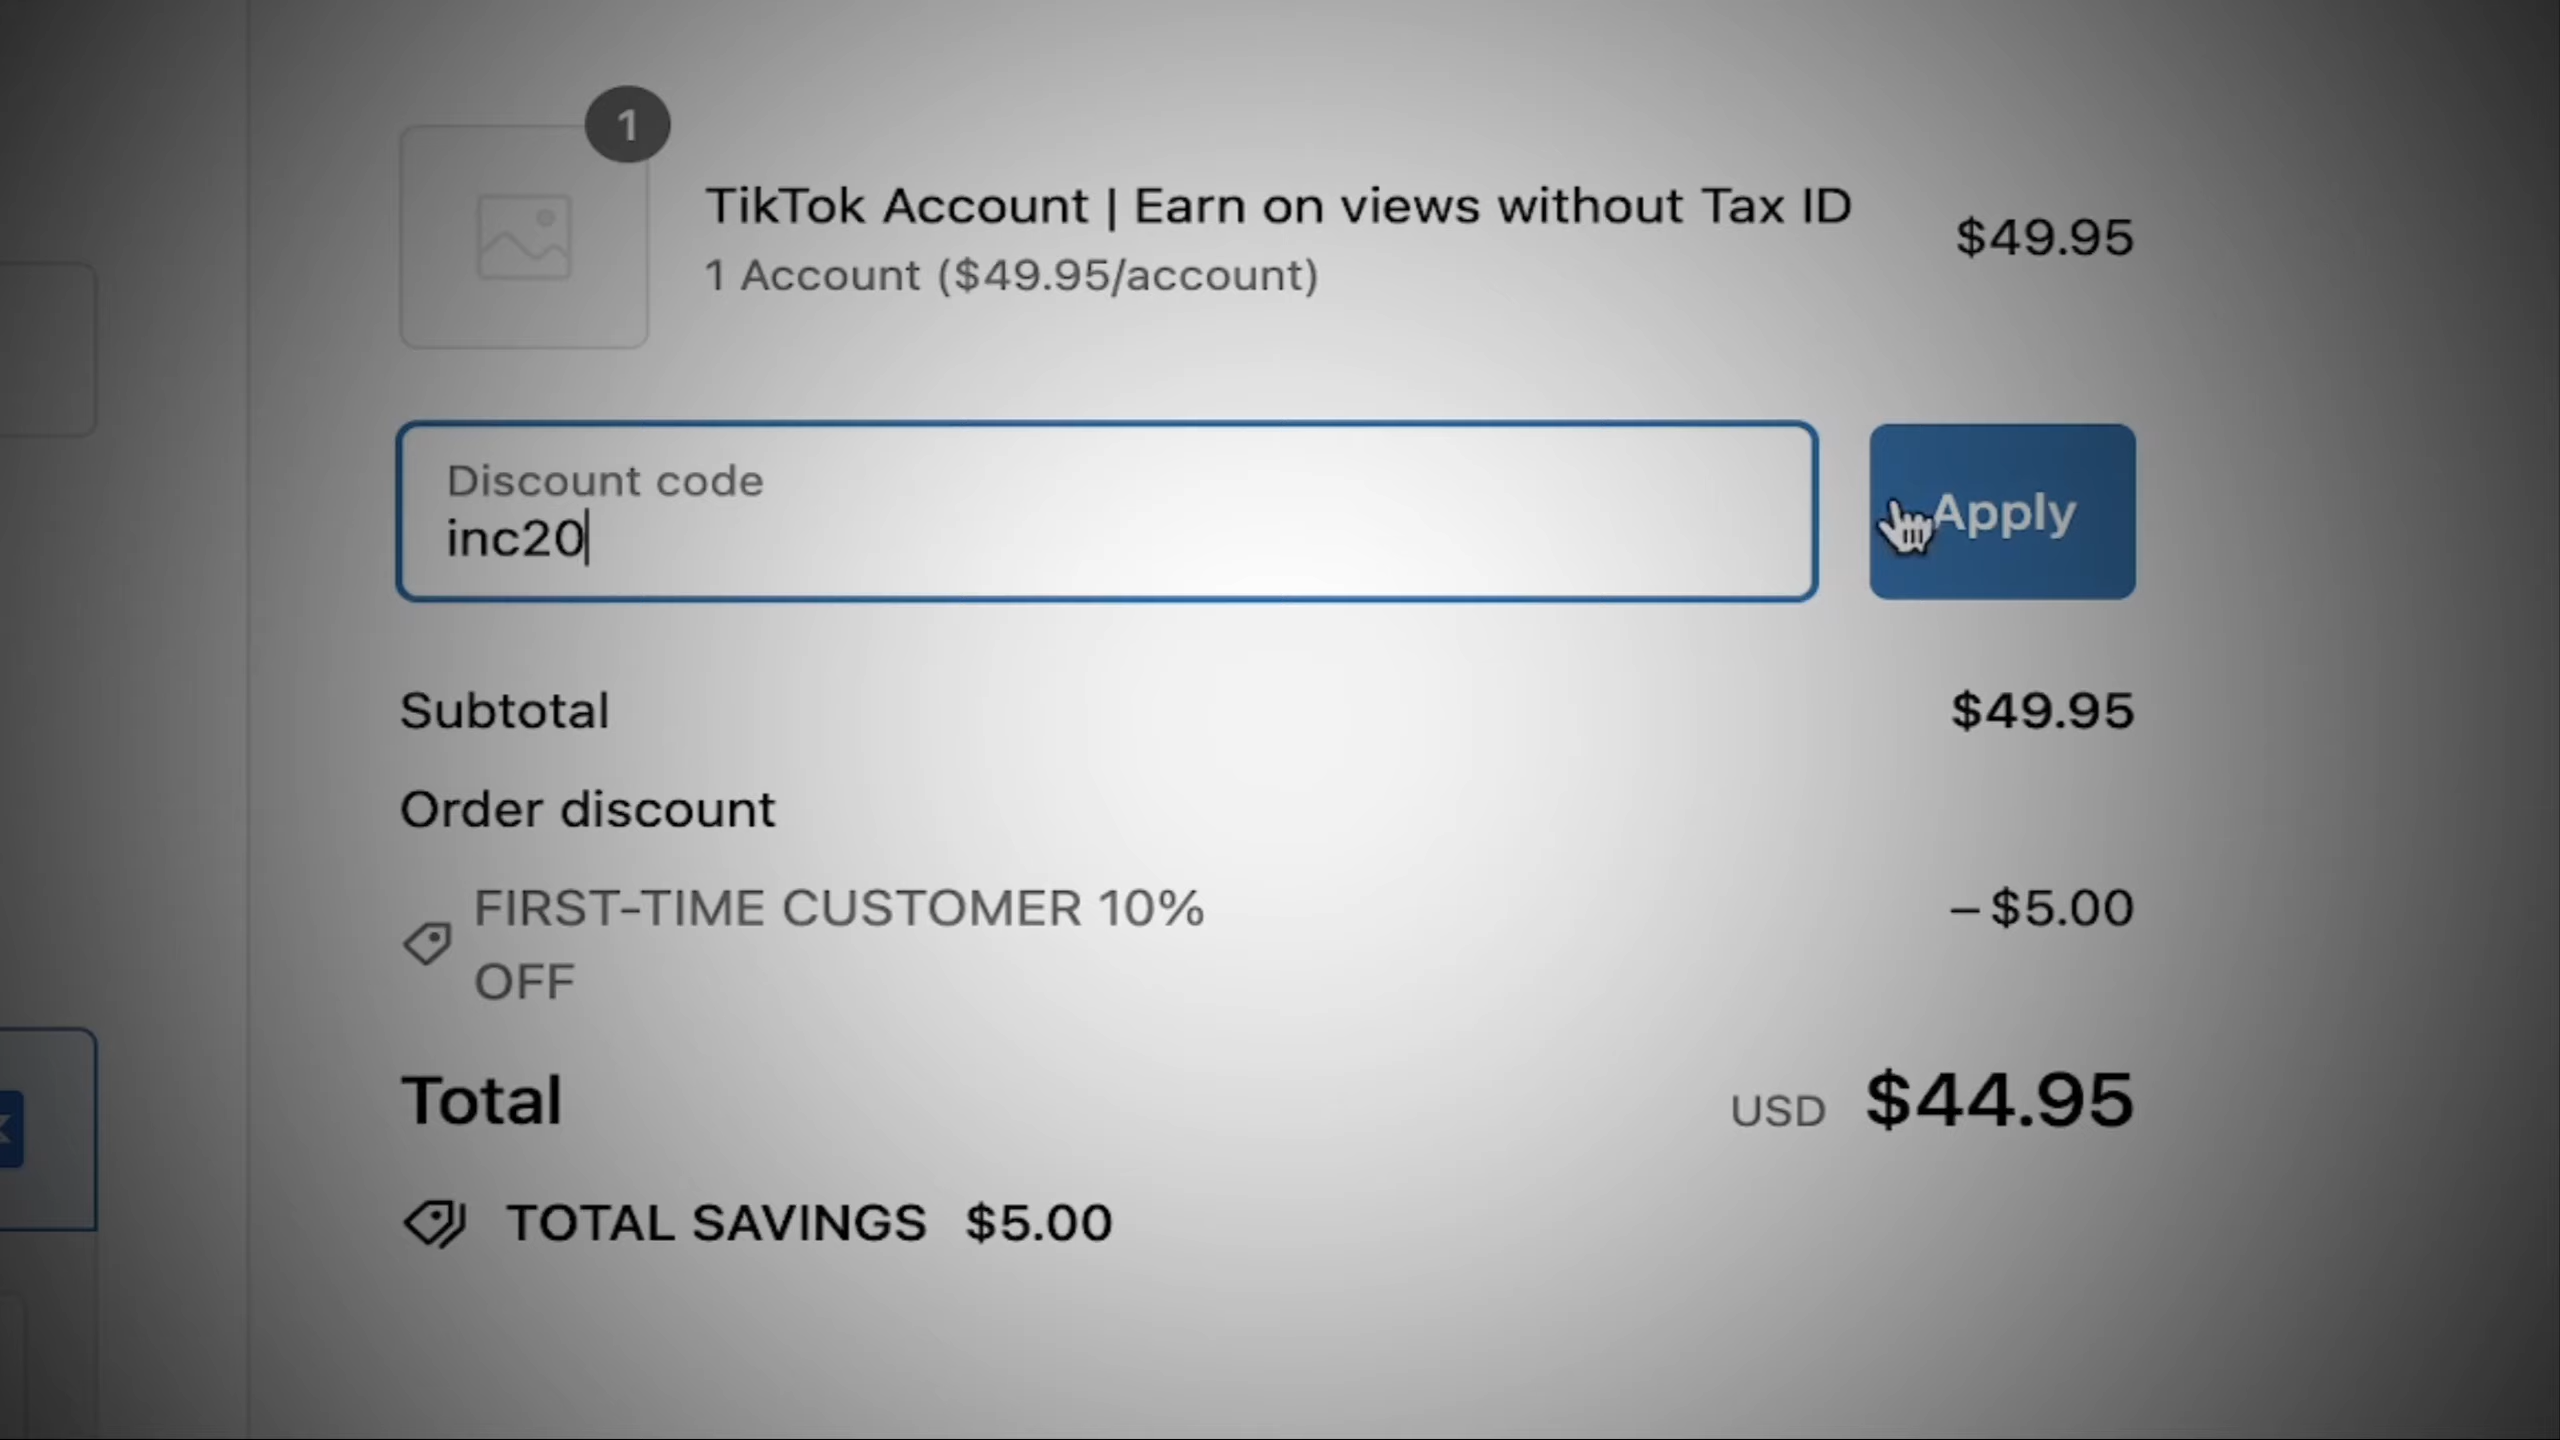 1
TikTok Account | Earn on views without Tax ID
$49.95
1 Account ($49.95/account)
Discount code
inc20
Apply
Subtotal $49.95
Order discount
FIRST-TIME CUSTOMER 10% –$5.00
OFF
Total USD $44.95
TOTAL SAVINGS $5.00